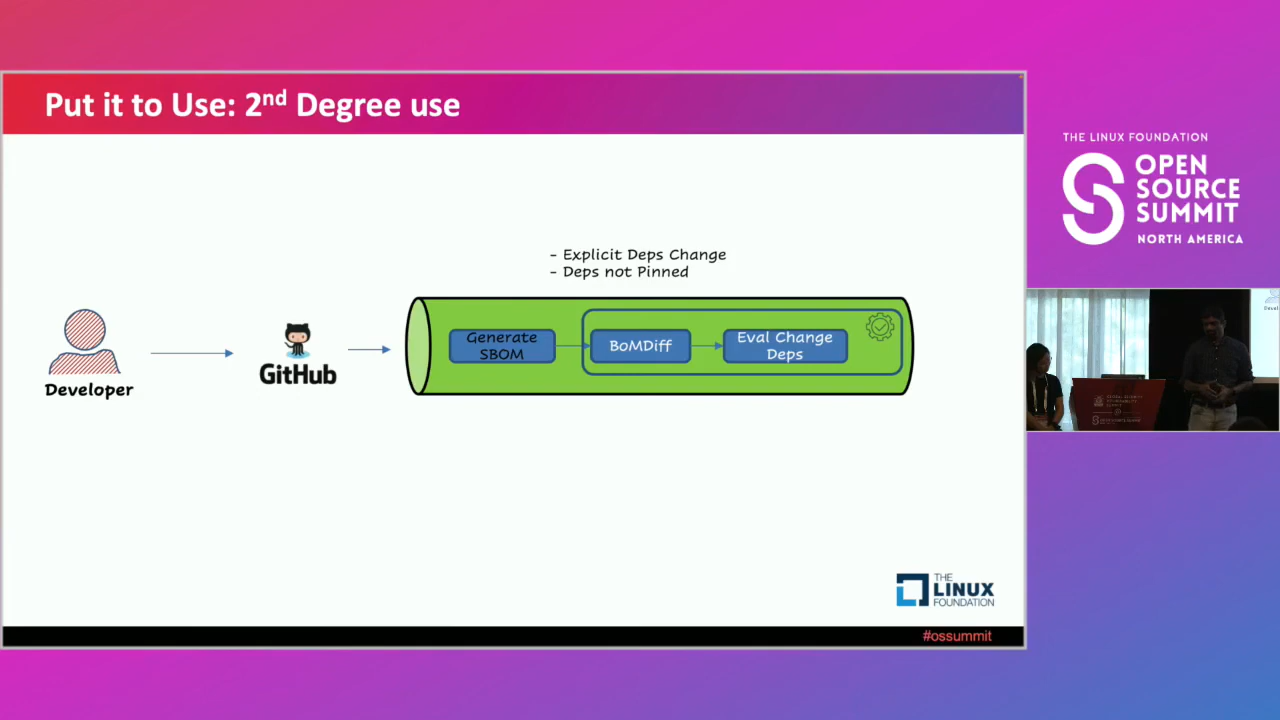 Put it to Use: 2nd Degree use
- Explicit Deps Change
- Deps not Pinned
Generate
SBOM
BoMDiff
Eval Change
Deps
Developer
GitHub
THE
LINUX
FOUNDATION
#ossummit
THE LINUX FOUNDATION
OPEN
SOURCE
SUMMIT
NORTH AMERICA